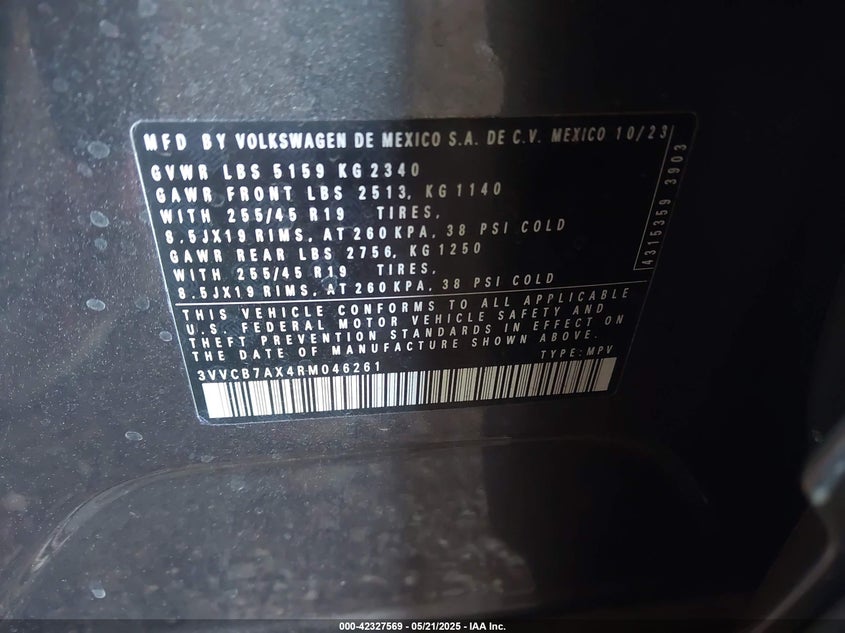 MFD BY VOLKSWAGEN DE MEXICO S.A. DE C.V. MEXICO 10/23
GVWR LBS 5159 KG 2340
GAWR FRONT LBS 2513, KG 1140
WITH 255/45 R19 TIRES,
8.5JX19 RIMS, AT 260 KPA, 38 PSI COLD
GAWR REAR LBS 2756, KG 1250
WITH 255/45 R19 TIRES,
8.5JX19 RIMS, AT 260 KPA, 38 PSI COLD
THIS VEHICLE CONFORMS TO ALL APPLICABLE
U.S. FEDERAL MOTOR VEHICLE SAFETY AND
THEFT PREVENTION STANDARDS IN EFFECT ON
THE DATE OF MANUFACTURE SHOWN ABOVE.
TYPE: MPV
3VVCB7AX4RM046261
4315359 3903
000-42327569 | 05/21/2025 - IAA Inc.